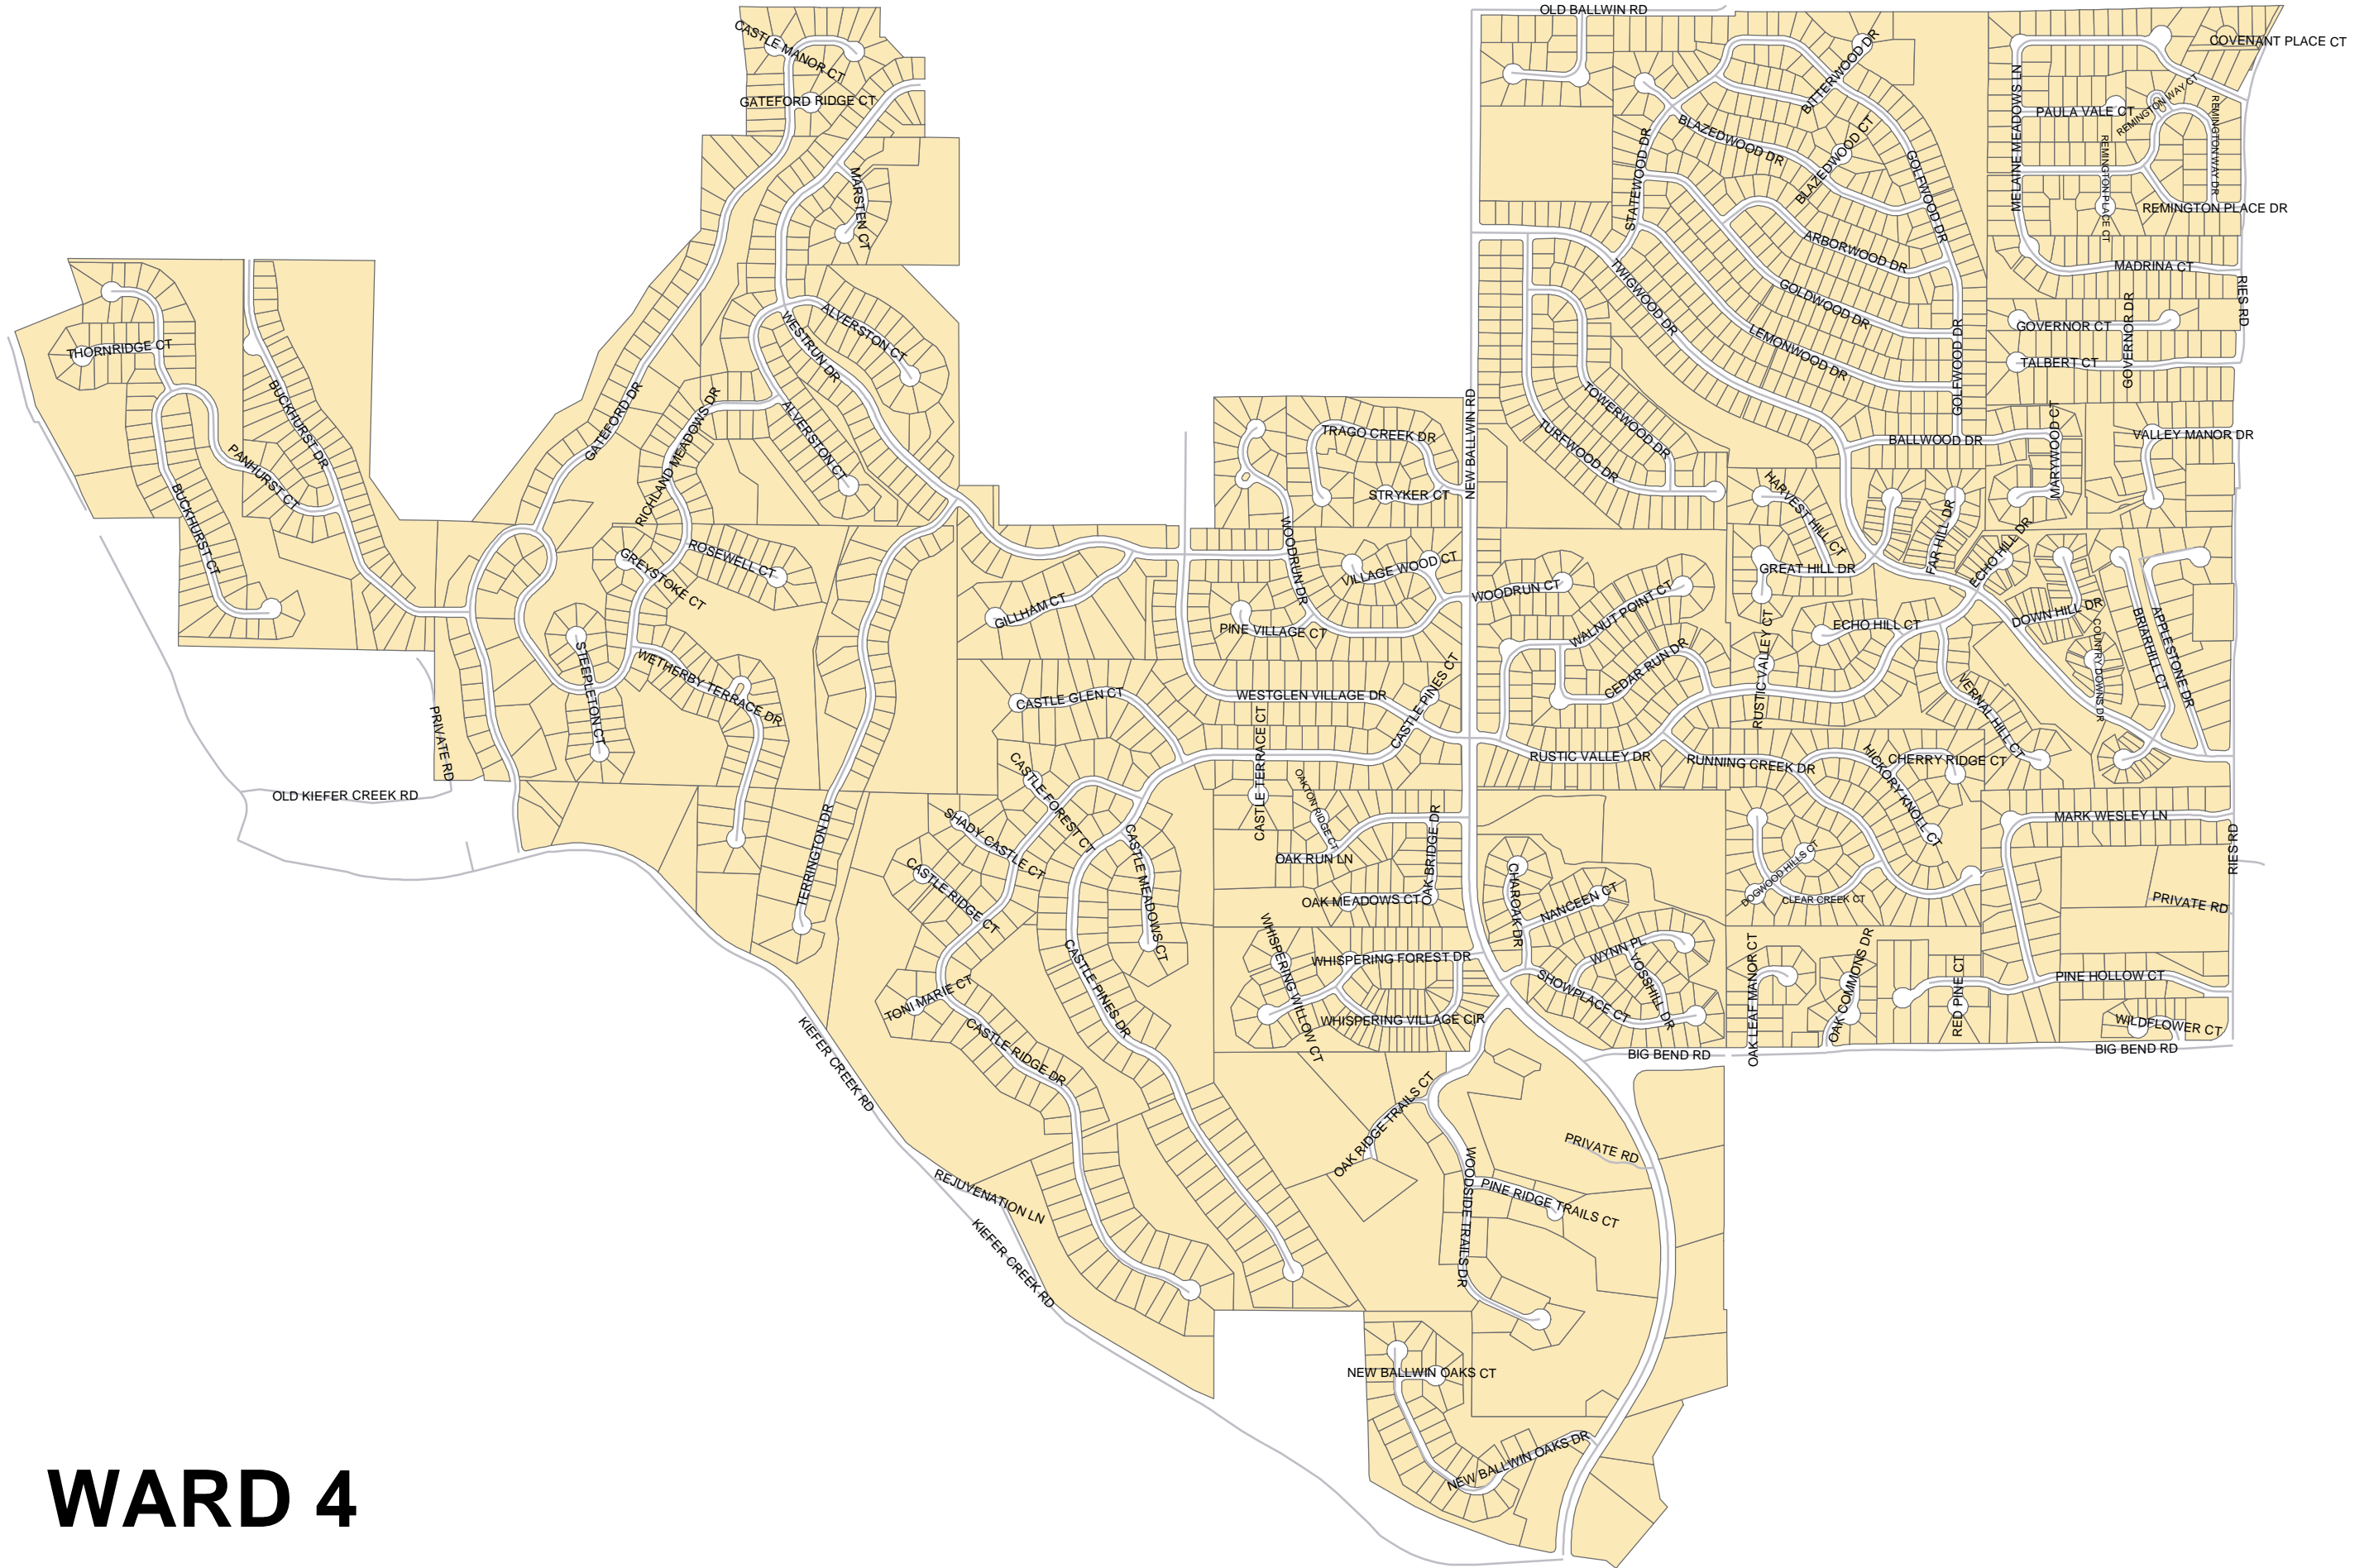 OLD BALLWIN RD
CASTLE MANOR CT
COVENANT PLACE CT
BITTERWOOD DR
GATEFORD RIDGE CT
PAULA VALE CT
REMINGTON WAY CT
REMINGTON WAY DR
MELAINE MEADOWS LN
BLAZEDWOOD DR
BLAZEDWOOD CT
STATEWOOD DR
GOLFWOOD DR
REMINGTON PLACE CT
REMINGTON PLACE DR
MARSTEN CT
ARBORWOOD DR
MADRINA CT
TWIGWOOD DR
GOLDWOOD DR
RIES RD
GOVERNOR CT
GOVERNOR DR
LEMONWOOD DR
GOLFWOOD DR
ALVERSTON CT
WESTRUN DR
THORNRIDGE CT
TALBERT CT
BUCKHURST DR
GATEFORD DR
RICHLAND MEADOWS DR
ALVERSTON CT
TOWERWOOD DR
TURFWOOD DR
NEW BALLWIN RD
TRAGO CREEK DR
BALLWOOD DR
MARYWOOD CT
VALLEY MANOR DR
PANHURST CT
STRYKER CT
BUCKHURST CT
HARVEST HILL CT
FAR HILL DR
ECHO HILL DR
ROSEWELL CT
GREYSTOKE CT
WOODRUN DR
VILLAGE WOOD CT
WOODRUN CT
GREAT HILL DR
WALNUT POINT CT
GILLHAM CT
PINE VILLAGE CT
RUSTIC VALLEY CT
ECHO HILL CT
DOWN HILL DR
COUNTRY DOWNS DR
BRIARHILL CT
APPLESTONE DR
STEEPLETON CT
WETHERBY TERRACE DR
CEDAR RUN DR
CASTLE GLEN CT
WESTGLEN VILLAGE DR
CASTLE PINES CT
VERNAL HILL CT
PRIVATE RD
CASTLE TERRACE CT
RUSTIC VALLEY DR
RUNNING CREEK DR
HICKORY KNOLL CT
CHERRY RIDGE CT
OLD KIEFER CREEK RD
CASTLE FOREST CT
OAKTON RIDGE CT
OAK BRIDGE DR
MARK WESLEY LN
SHADY CASTLE CT
CASTLE MEADOWS CT
TERRINGTON DR
OAK RUN LN
RIES RD
CASTLE RIDGE CT
CHAROAK DR
DOGWOOD HILLS CT
CLEAR CREEK CT
OAK MEADOWS CT
NANCEEN CT
PRIVATE RD
WHISPERING WILLOW CT
WHISPERING FOREST DR
WYNN PL
VOSSHILL DR
OAK LEAF MANOR CT
OAK COMMONS DR
RED PINE CT
PINE HOLLOW CT
CASTLE PINES DR
TONI MARIE CT
SHOWPLACE CT
WHISPERING VILLAGE CIR
WILDFLOWER CT
CASTLE RIDGE DR
KIEFER CREEK RD
BIG BEND RD
BIG BEND RD
OAK RIDGE TRAILS CT
PRIVATE RD
WOODSIDE TRAILS DR
PINE RIDGE TRAILS CT
REJUVENATION LN
KIEFER CREEK RD
NEW BALLWIN OAKS CT
NEW BALLWIN OAKS DR
WARD 4